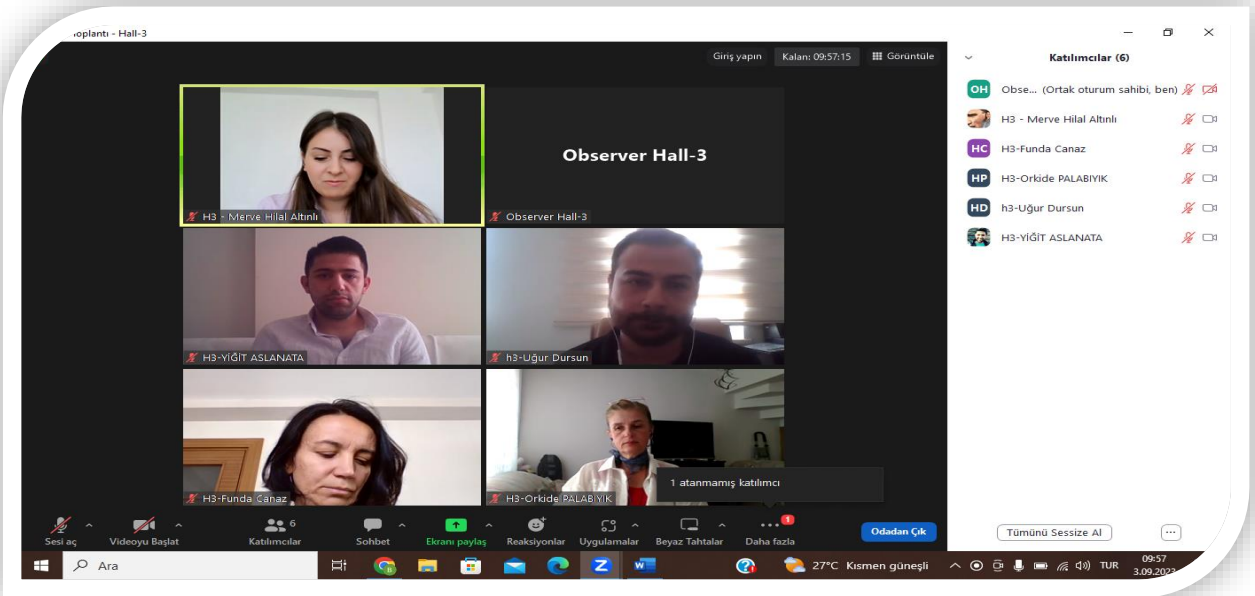 oplantı - Hall-3
Giriş yapın
Kalan: 09:57:15
Görüntüle
Observer Hall-3
H3 - Merve Hilal Altınlı
Observer Hall-3
H3-YİĞİT ASLANATA
h3-Uğur Dursun
H3-Funda Canaz
H3-Orkide PALABIYIK
1 atanmamış katılımcı
Katılımcılar (6)
OH Obse... (Ortak oturum sahibi, ben)
H3 - Merve Hilal Altınlı
HC H3-Funda Canaz
HP H3-Orkide PALABIYIK
HD h3-Uğur Dursun
H3-YİĞİT ASLANATA
Sesi aç
Videoyu Başlat
6
Katılımcılar
Sohbet
Ekranı paylaş
Reaksiyonlar
Uygulamalar
Beyaz Tahtalar
1
Daha fazla
Odadan Çık
Tümünü Sessize Al
Ara
27°C Kısmen güneşli
TUR
09:57
3.09.2023